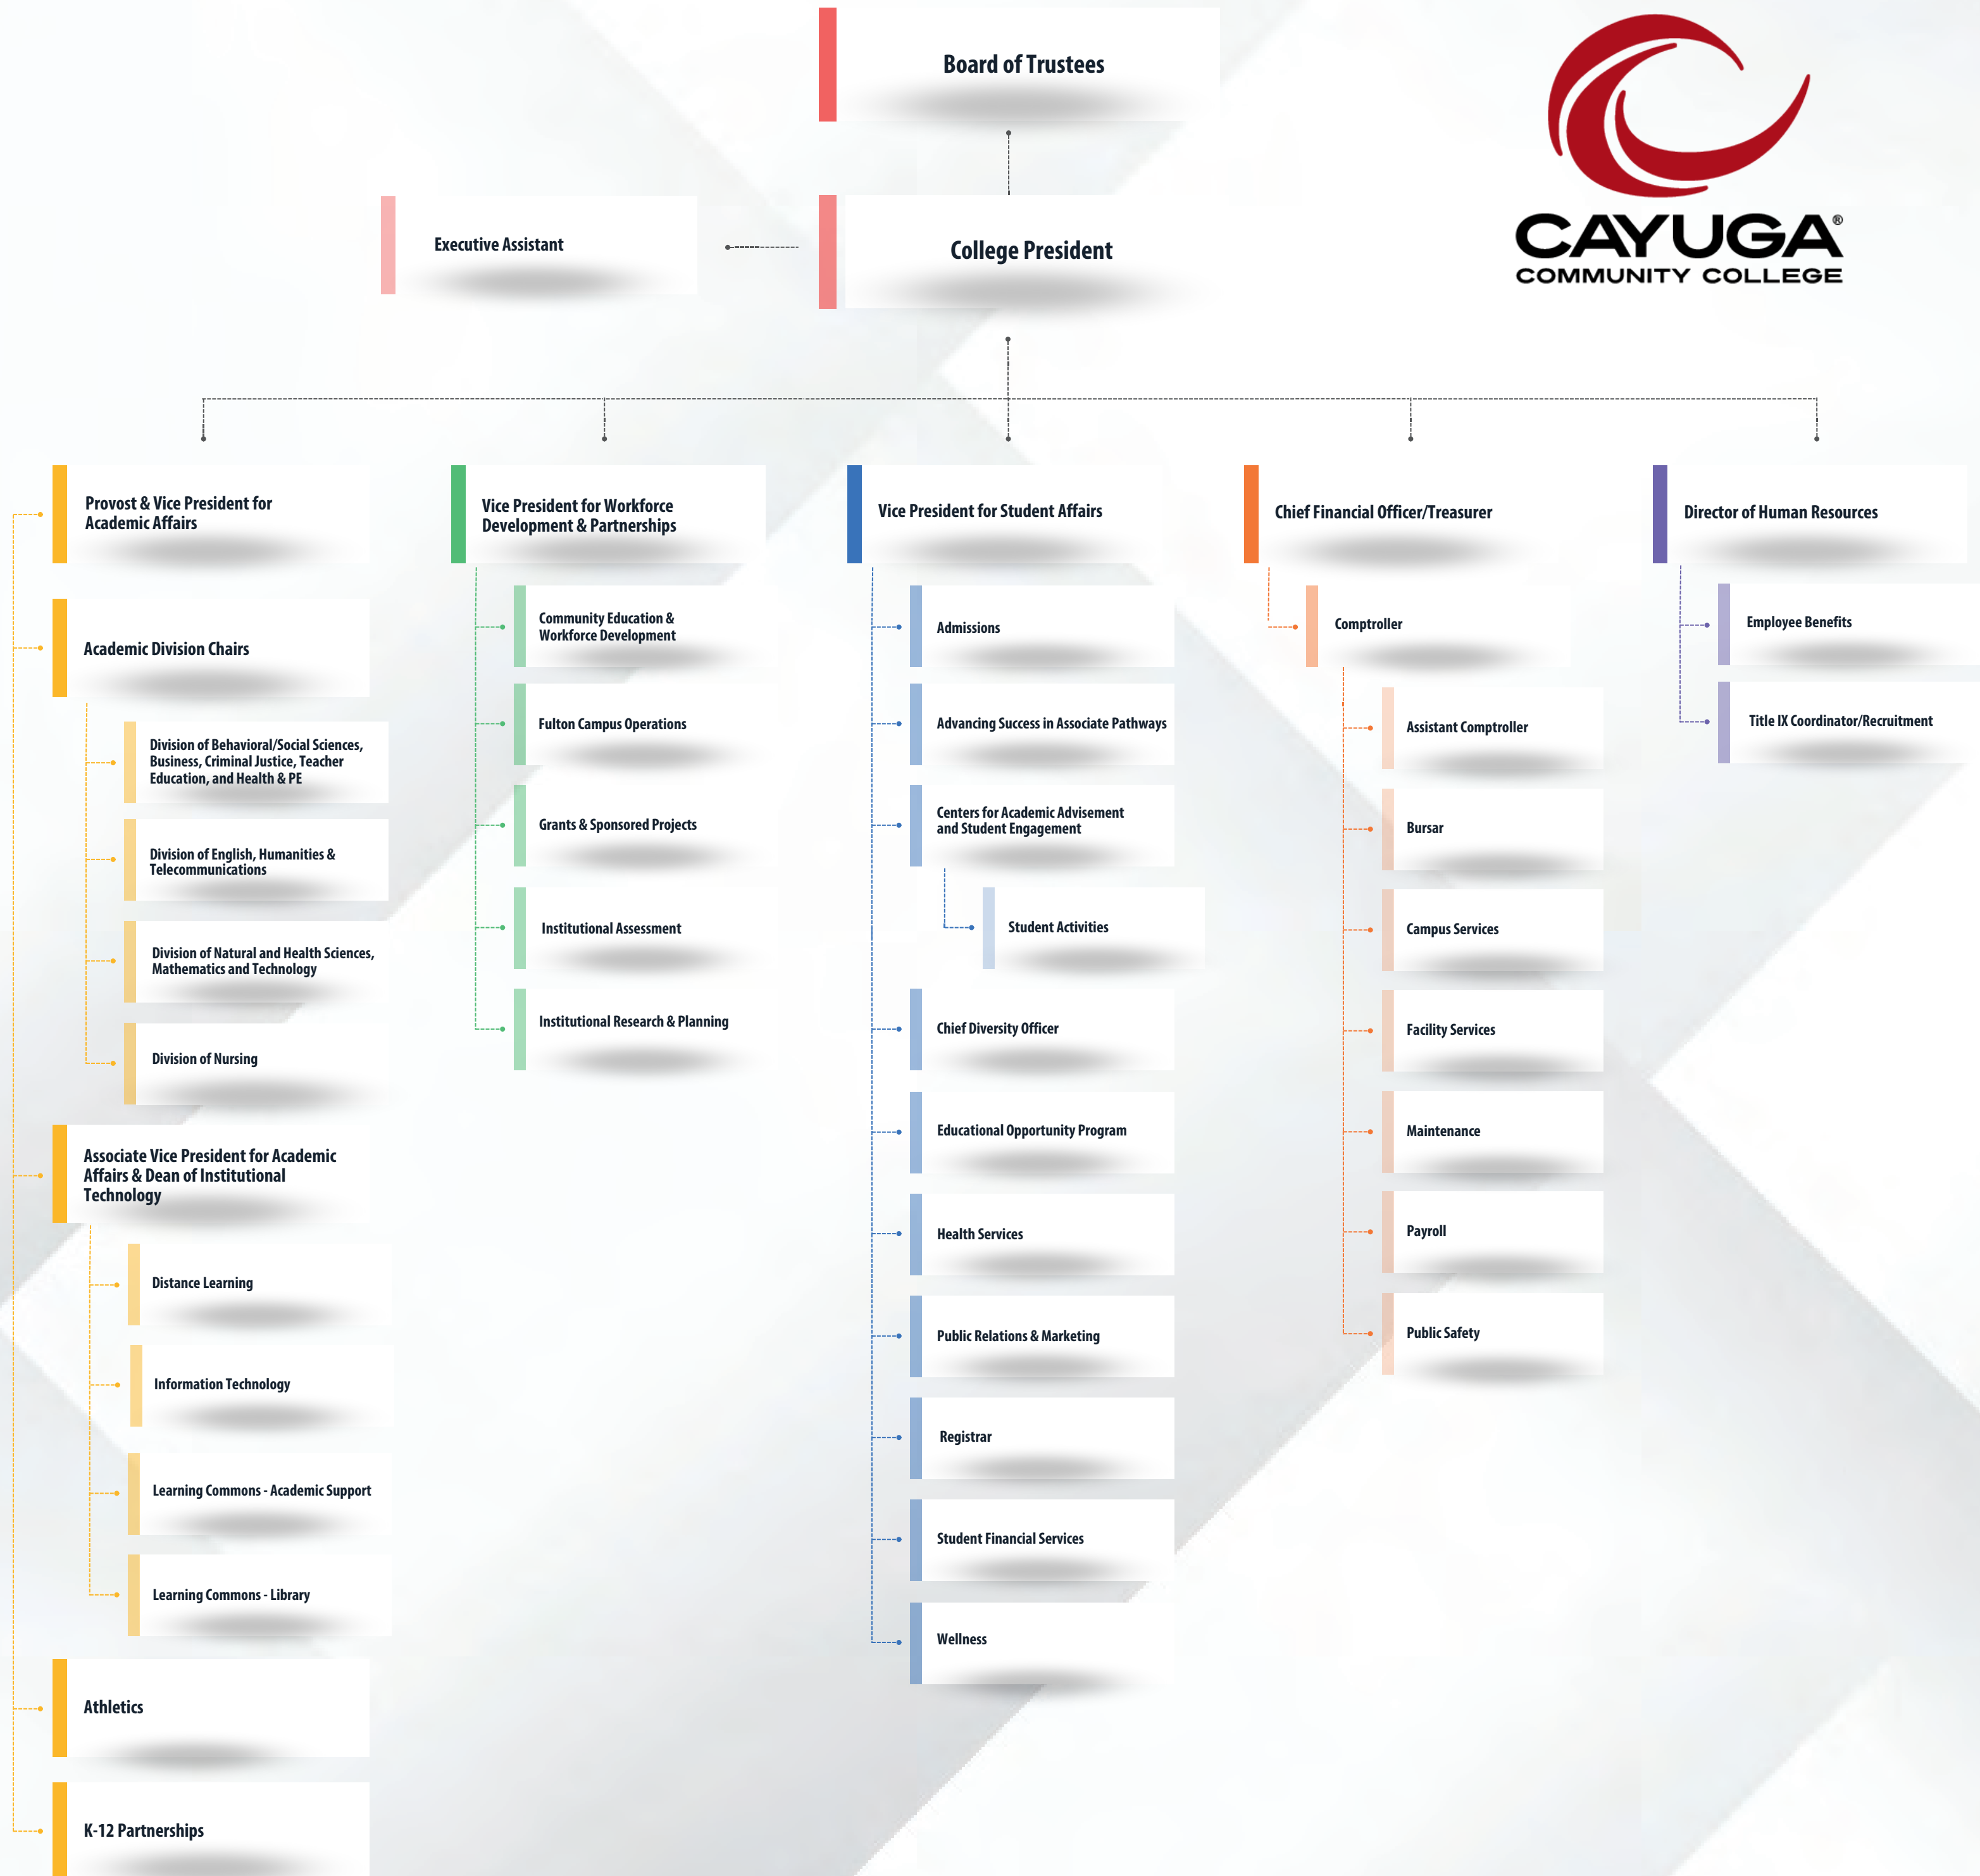 Board of Trustees
CAYUGA®
COMMUNITY COLLEGE
Executive Assistant
College President
Provost & Vice President for
Academic Affairs
Academic Division Chairs
Division of Behavioral/Social Sciences,
Business, Criminal Justice, Teacher
Education, and Health & PE
Division of English, Humanities &
Telecommunications
Division of Natural and Health Sciences,
Mathematics and Technology
Division of Nursing
Associate Vice President for Academic
Affairs & Dean of Institutional
Technology
Distance Learning
Information Technology
Learning Commons - Academic Support
Learning Commons - Library
Athletics
K-12 Partnerships
Vice President for Workforce
Development & Partnerships
Community Education &
Workforce Development
Fulton Campus Operations
Grants & Sponsored Projects
Institutional Assessment
Institutional Research & Planning
Vice President for Student Affairs
Admissions
Advancing Success in Associate Pathways
Centers for Academic Advisement
and Student Engagement
Student Activities
Chief Diversity Officer
Educational Opportunity Program
Health Services
Public Relations & Marketing
Registrar
Student Financial Services
Wellness
Chief Financial Officer/Treasurer
Comptroller
Assistant Comptroller
Bursar
Campus Services
Facility Services
Maintenance
Payroll
Public Safety
Director of Human Resources
Employee Benefits
Title IX Coordinator/Recruitment